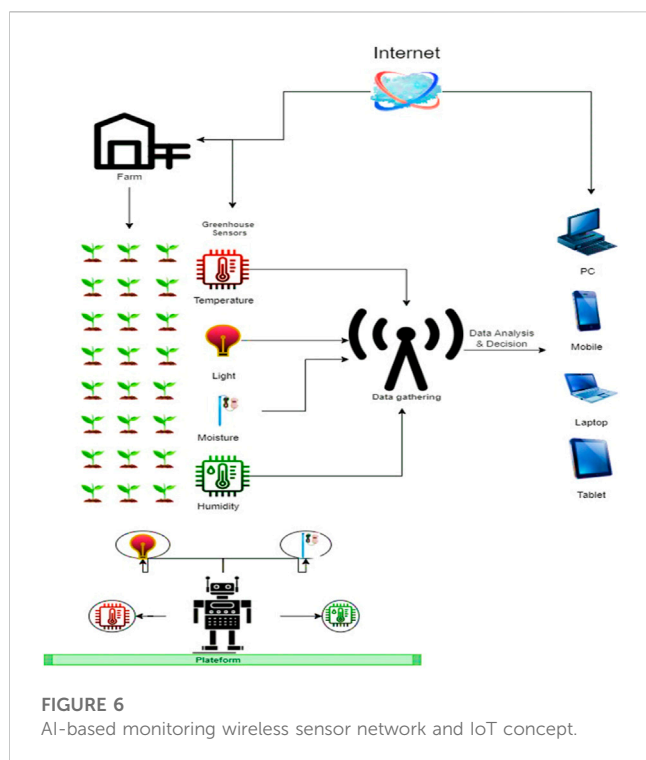 Internet
Farm
Greenhouse
Sensors
Temperature
Light
Moisture
Humidity
Data gathering
Data Analysis
& Decision
PC
Mobile
Laptop
Tablet
Plateform
FIGURE 6
AI-based monitoring wireless sensor network and IoT concept.